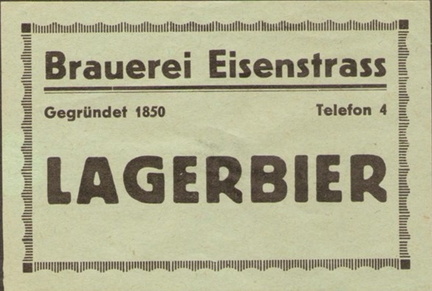 Brauerei Eisenstrass
Gegründet 1850 Telefon 4
LAGERBIER